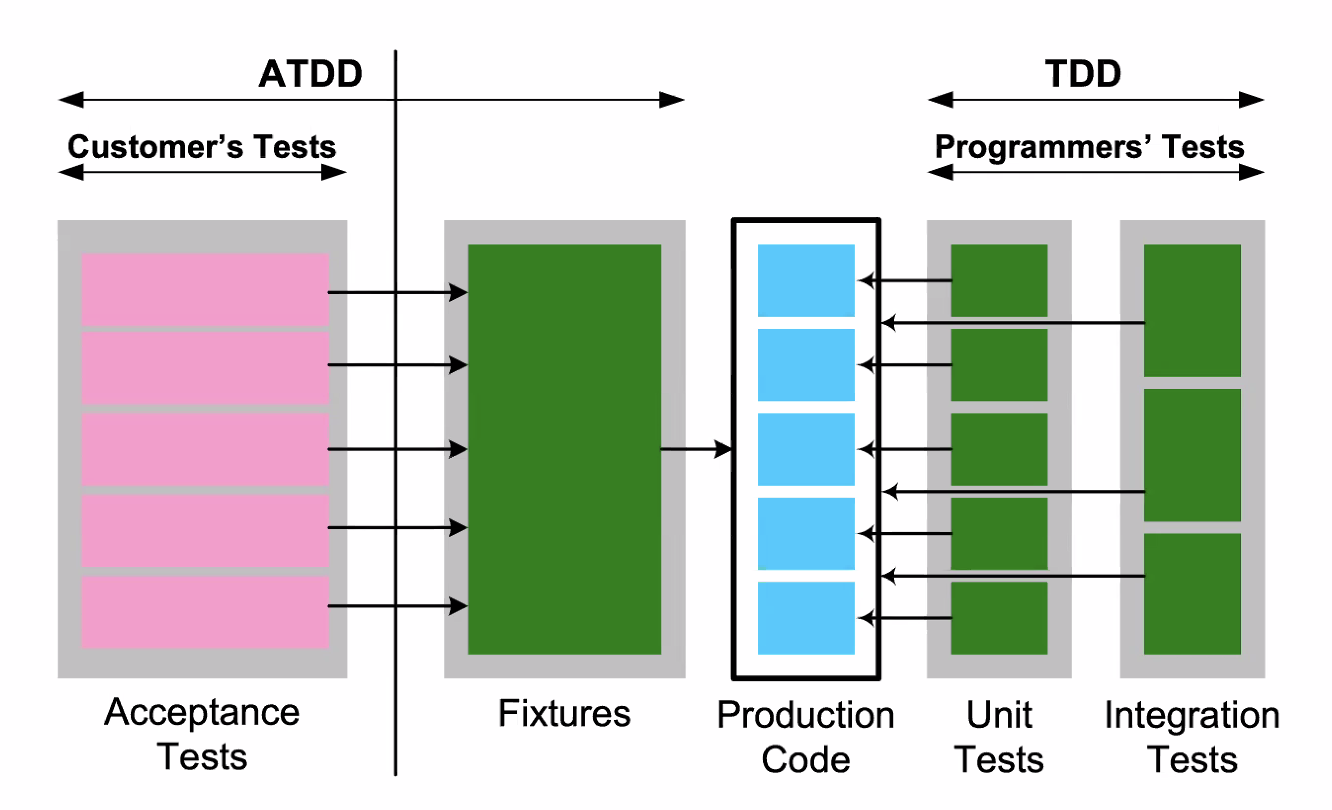 ATDD
TDD
Customer’s Tests
Programmers’ Tests
Acceptance
Tests
Fixtures
Production
Code
Unit
Tests
Integration
Tests